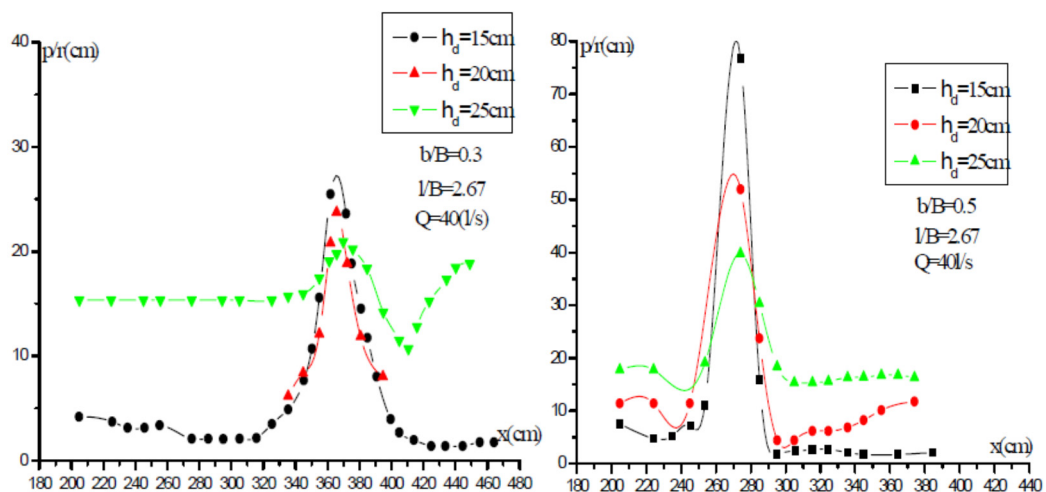 p/r(cm)
40
30
20
10
0
h_d=15cm
h_d=20cm
h_d=25cm
b/B=0.3
l/B=2.67
Q=40(l/s)
x(cm)
180 200 220 240 260 280 300 320 340 360 380 400 420 440 460 480
p/r(cm)
80
70
60
50
40
30
20
10
0
h_d=15cm
h_d=20cm
h_d=25cm
b/B=0.5
l/B=2.67
Q=40l/s
x(cm)
180 200 220 240 260 280 300 320 340 360 380 400 420 440